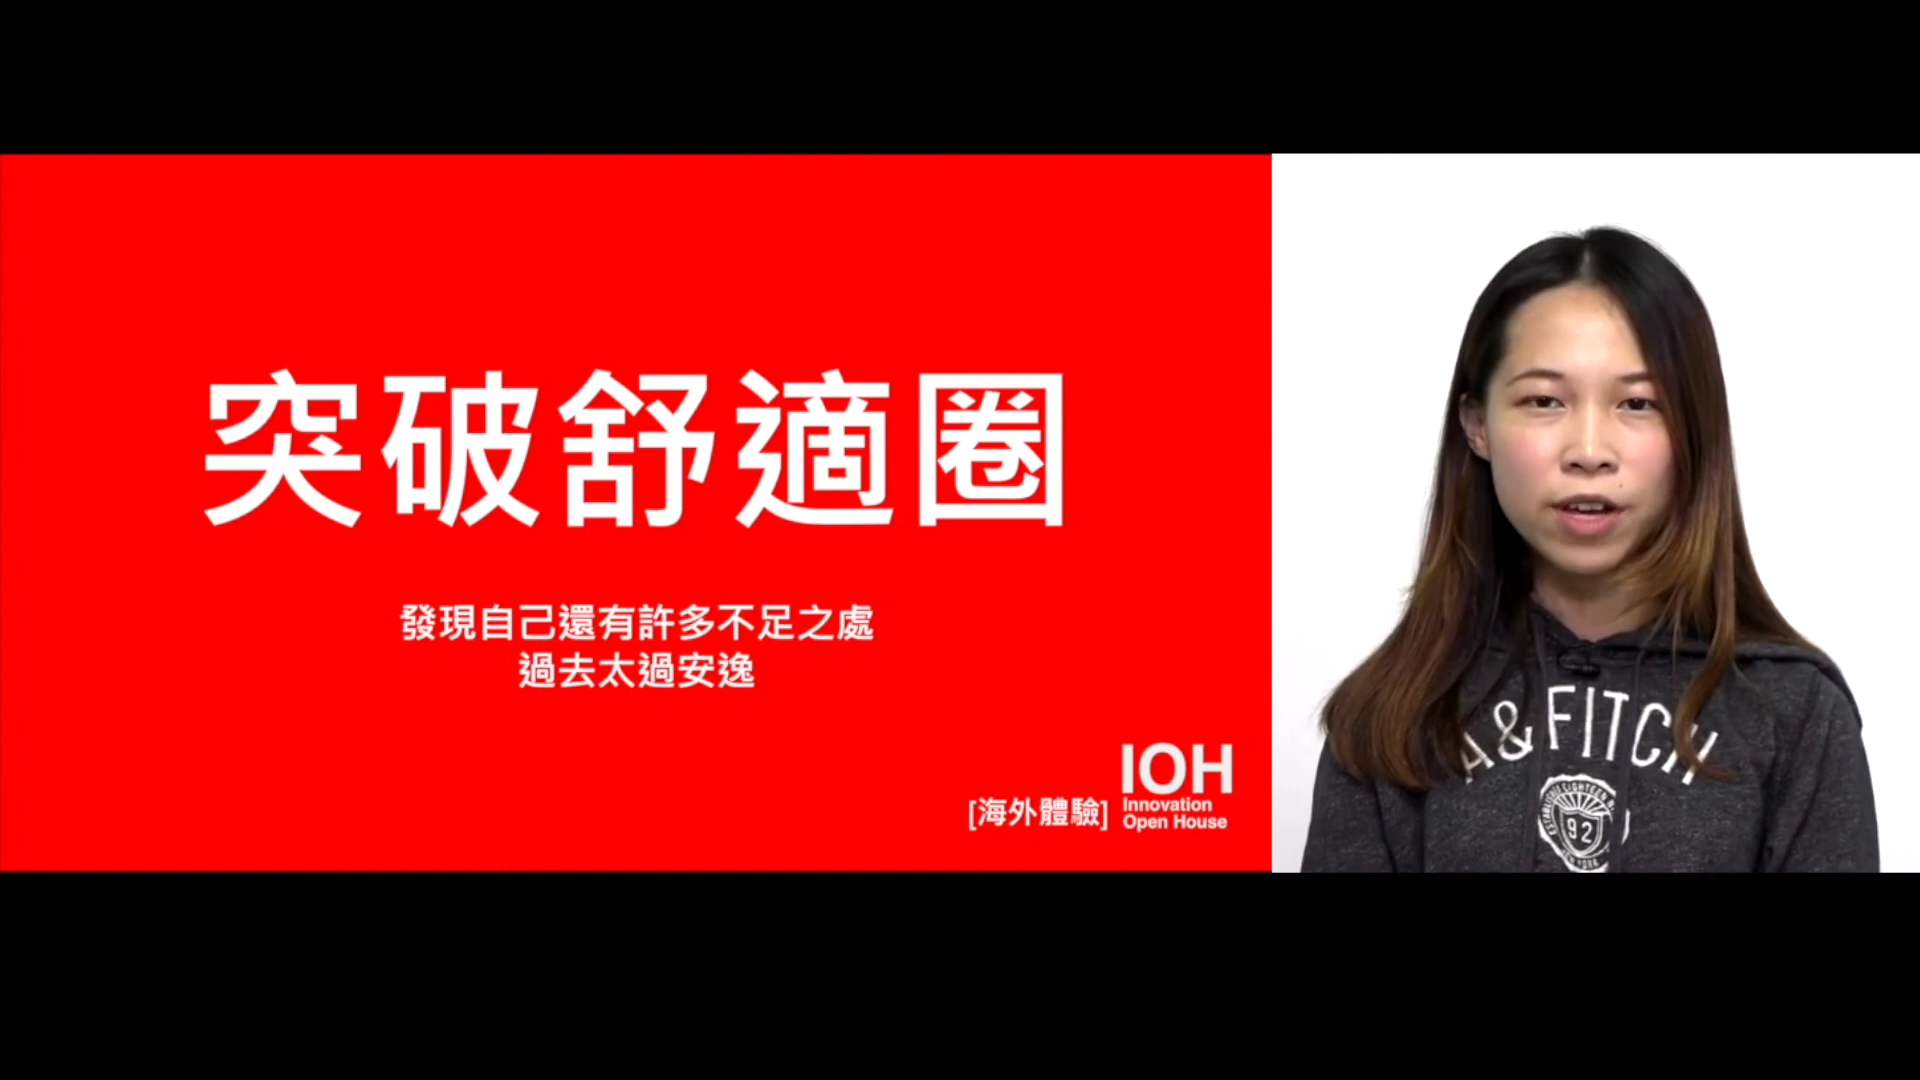 突破舒適圈
發現自己還有許多不足之處
過去太過安逸
[海外體驗]
IOH
Innovation
Open House
A & FITCH
92